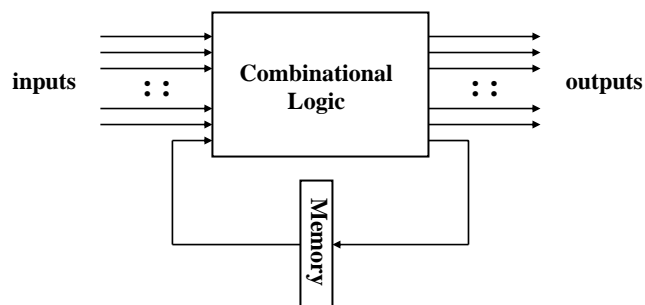 inputs
: :
Combinational
Logic
: :
outputs
Memory